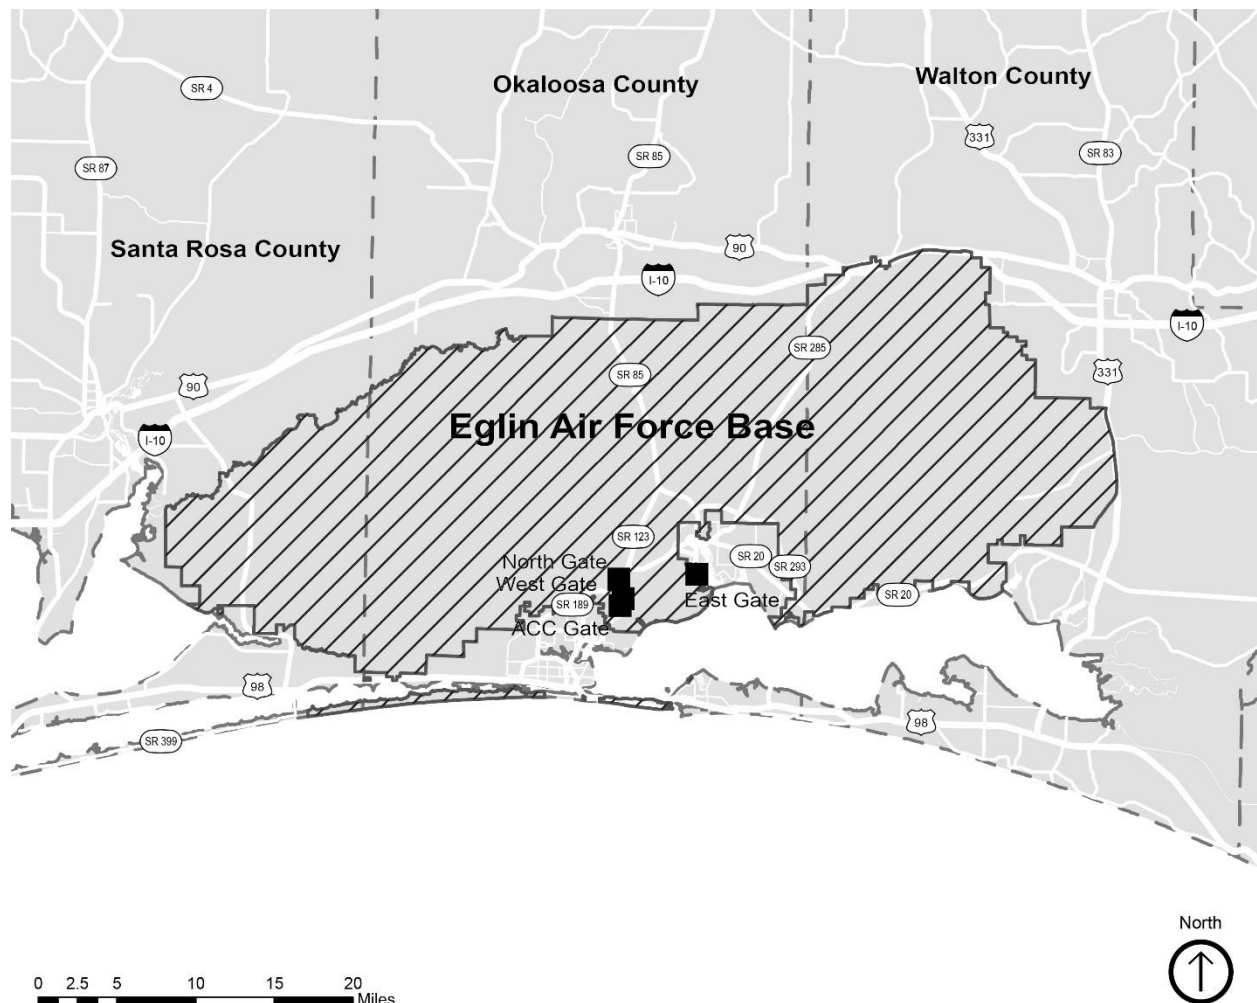 Okaloosa County
Walton County
SR 4
331
SR 83
SR 85
SR 87
Santa Rosa County
90
I-10
I-10
SR 285
SR 85
331
90
Eglin Air Force Base
I-10
SR 123
SR 20
North Gate
SR 293
West Gate
SR 20
East Gate
SR 189
ACC Gate
98
98
SR 399
North
0 2.5 5 10 15 20
Miles